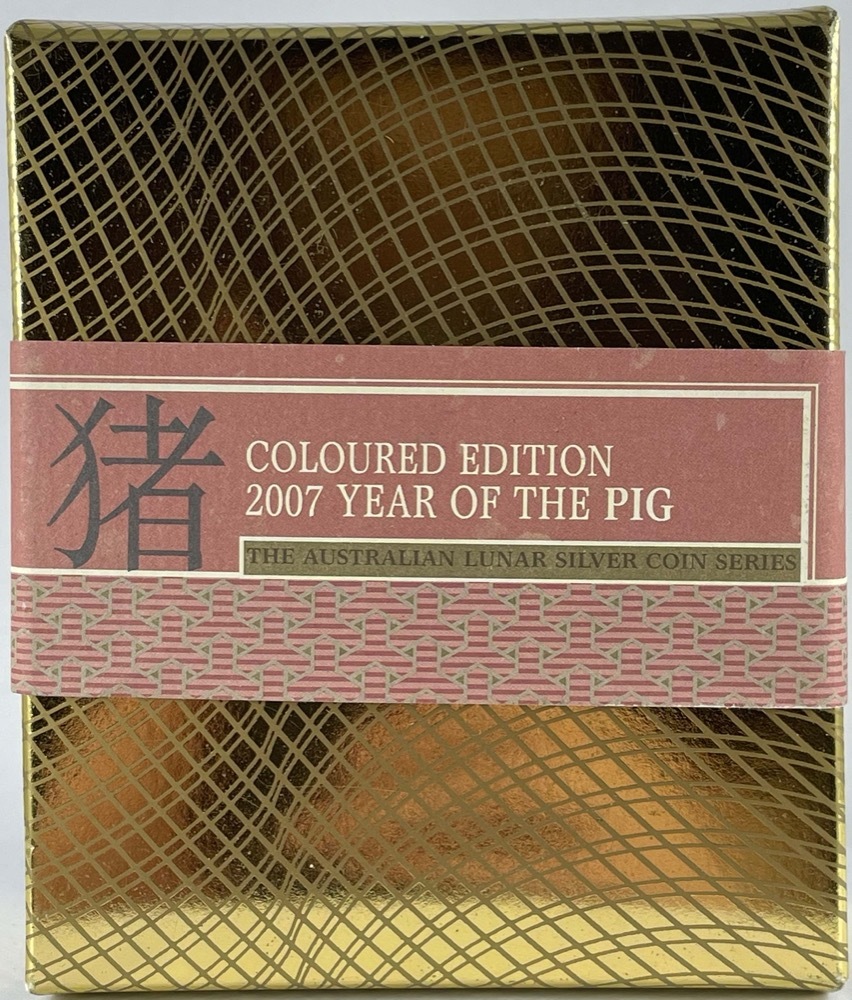 猪
COLOURED EDITION
2007 YEAR OF THE PIG
THE AUSTRALIAN LUNAR SILVER COIN SERIES